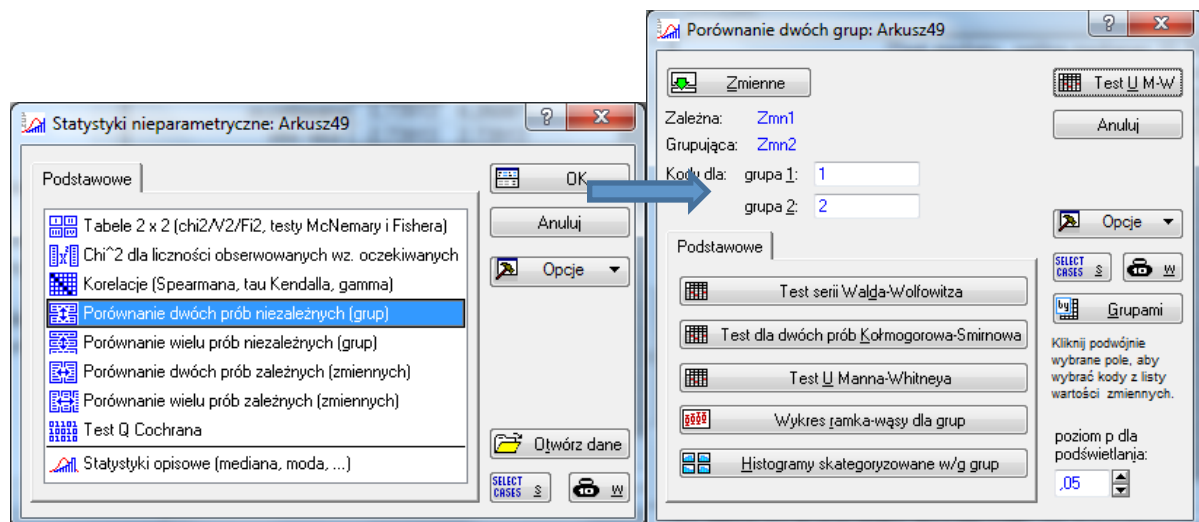 Statystyki nieparametryczne: Arkusz49
Podstawowe
Tabele 2 x 2 (chi2/V2/Fi2, testy McNemary i Fishera)
Chi^2 dla liczności obserwowanych wz. oczekiwanych
Korelacje (Spearmana, tau Kendalla, gamma)
Porównanie dwóch prób niezależnych (grup)
Porównanie wielu prób niezależnych (grup)
Porównanie dwóch prób zależnych (zmiennych)
Porównanie wielu prób zależnych (zmiennych)
Test Q Cochrana
Statystyki opisowe (mediana, moda, ...)
OK
Anuluj
Opcje
Otwórz dane
SELECT CASES S
W
Porównanie dwóch grup: Arkusz49
Zmienne
Zależna: Zmn1
Grupująca: Zmn2
Kody dla: grupa 1: 1
grupa 2: 2
Podstawowe
Test serii Walda-Wolfowitza
Test dla dwóch prób Kołmogorowa-Smirnowa
Test U Manna-Whitneya
Wykres ramka-wąsy dla grup
Histogramy skategoryzowane w/g grup
Test U M-W
Anuluj
Opcje
SELECT CASES S
W
Grupami
Kliknij podwójnie
wybrane pole, aby
wybrać kody z listy
wartości zmiennych.
poziom p dla
podświetlania:
,05